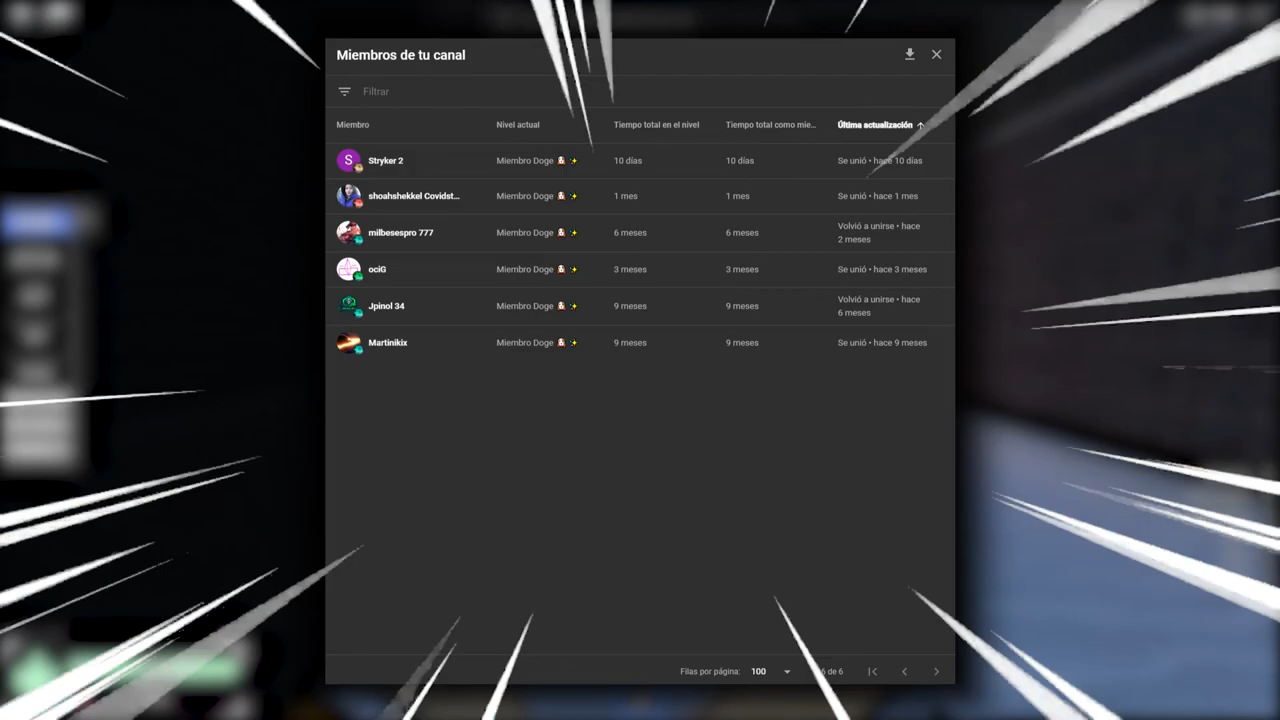 Miembros de tu canal
Filtrar
Miembro Nivel actual Tiempo total en el nivel Tiempo total como mie... Última actualización
S Stryker 2 Miembro Doge 10 días 10 días Se unió • hace 10 días
shoahshekkel Covidst... Miembro Doge 1 mes 1 mes Se unió • hace 1 mes
milbesespro 777 Miembro Doge 6 meses 6 meses Volvió a unirse • hace
2 meses
ociG Miembro Doge 3 meses 3 meses Se unió • hace 3 meses
Jpinol 34 Miembro Doge 9 meses 9 meses Volvió a unirse • hace
6 meses
Martinikix Miembro Doge 9 meses 9 meses Se unió • hace 9 meses
Filas por página: 100 6 de 6